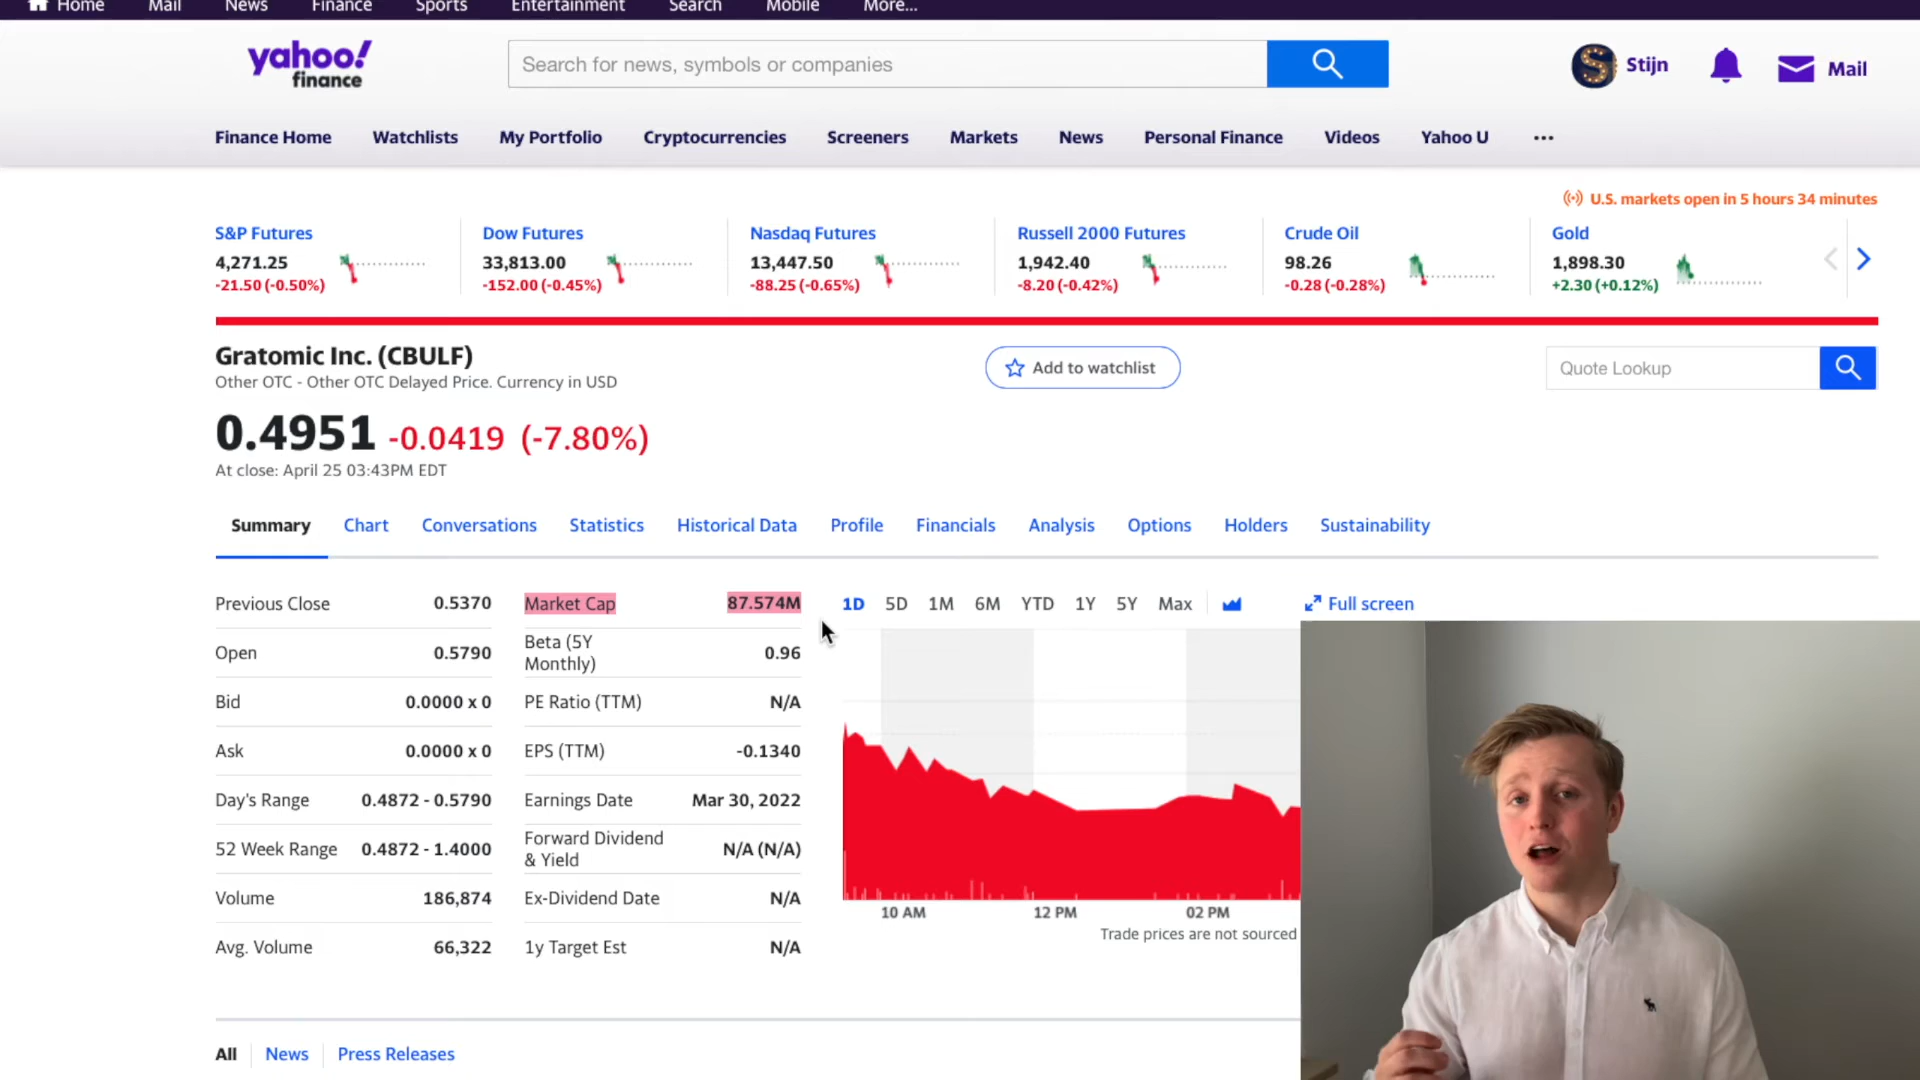 Home Mail News Finance Sports Entertainment Search Mobile More...
yahoo!
finance
Search for news, symbols or companies
Stijn
Mail
Finance Home Watchlists My Portfolio Cryptocurrencies Screeners Markets News Personal Finance Videos Yahoo U ...
U.S. markets open in 5 hours 34 minutes
S&P Futures Dow Futures Nasdaq Futures Russell 2000 Futures Crude Oil Gold
4,271.25 33,813.00 13,447.50 1,942.40 98.26 1,898.30
-21.50 (-0.50%) -152.00 (-0.45%) -88.25 (-0.65%) -8.20 (-0.42%) -0.28 (-0.28%) +2.30 (+0.12%)
Gratomic Inc. (CBULF)
Other OTC - Other OTC Delayed Price. Currency in USD
Add to watchlist
Quote Lookup
0.4951 -0.0419 (-7.80%)
At close: April 25 03:43PM EDT
Summary Chart Conversations Statistics Historical Data Profile Financials Analysis Options Holders Sustainability
Previous Close 0.5370
Open 0.5790
Bid 0.0000 x 0
Ask 0.0000 x 0
Day's Range 0.4872 - 0.5790
52 Week Range 0.4872 - 1.4000
Volume 186,874
Avg. Volume 66,322
Market Cap 87.574M
Beta (5Y
Monthly) 0.96
PE Ratio (TTM) N/A
EPS (TTM) -0.1340
Earnings Date Mar 30, 2022
Forward Dividend
& Yield N/A (N/A)
Ex-Dividend Date N/A
1y Target Est N/A
1D 5D 1M 6M YTD 1Y 5Y Max Full screen
10 AM 12 PM 02 PM
Trade prices are not sourced
All News Press Releases